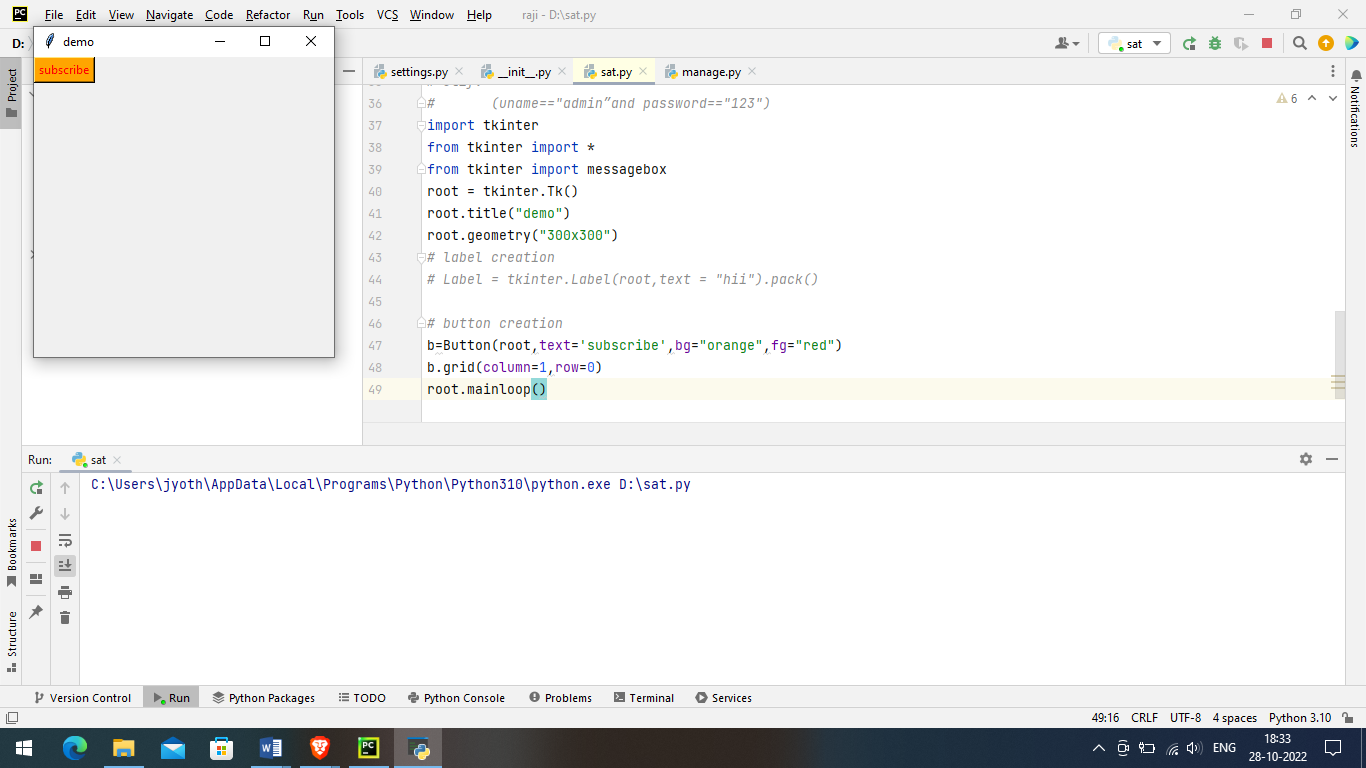 File Edit View Navigate Code Refactor Run Tools VCS Window Help raji - D:\sat.py
D:
sat
demo
subscribe
Project
settings.py
__init__.py
sat.py
manage.py
Notifications
6
36 #       (uname=="admin”and password=="123")
37 import tkinter
38 from tkinter import *
39 from tkinter import messagebox
40 root = tkinter.Tk()
41 root.title("demo")
42 root.geometry("300x300")
43 # label creation
44 # Label = tkinter.Label(root,text = "hii").pack()
45
46 # button creation
47 b=Button(root,text='subscribe',bg="orange",fg="red")
48 b.grid(column=1,row=0)
49 root.mainloop()
Run: sat
C:\Users\jyoth\AppData\Local\Programs\Python\Python310\python.exe D:\sat.py
Bookmarks
Structure
Version Control Run Python Packages TODO Python Console Problems Terminal Services
49:16 CRLF UTF-8 4 spaces Python 3.10
ENG
18:33
28-10-2022